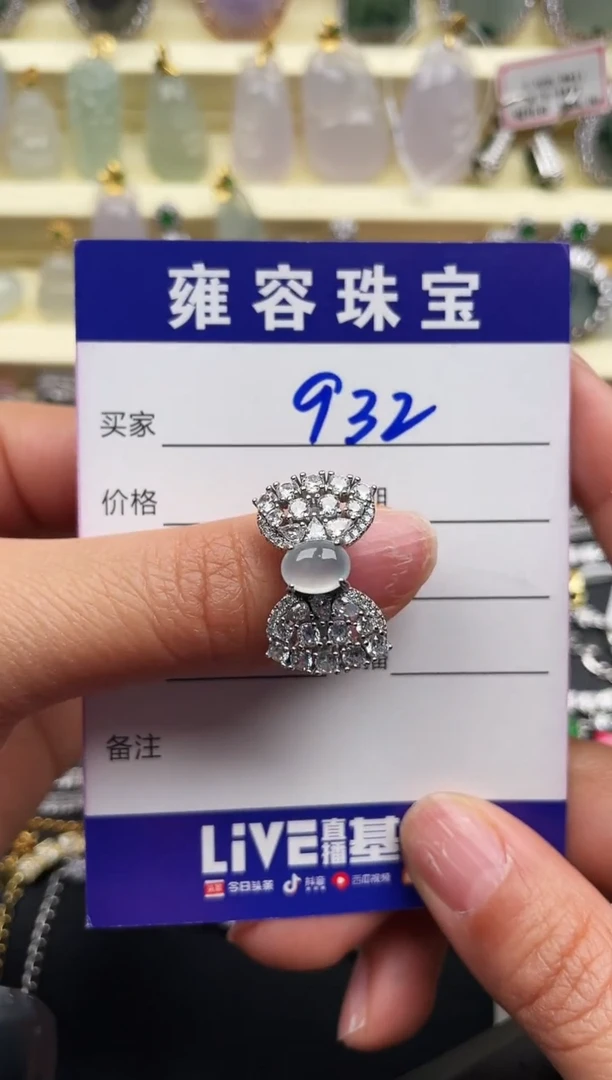 雍容珠宝
买家 932
价格 期
备注
LiVE直播基
今日头条 抖音 西瓜视频